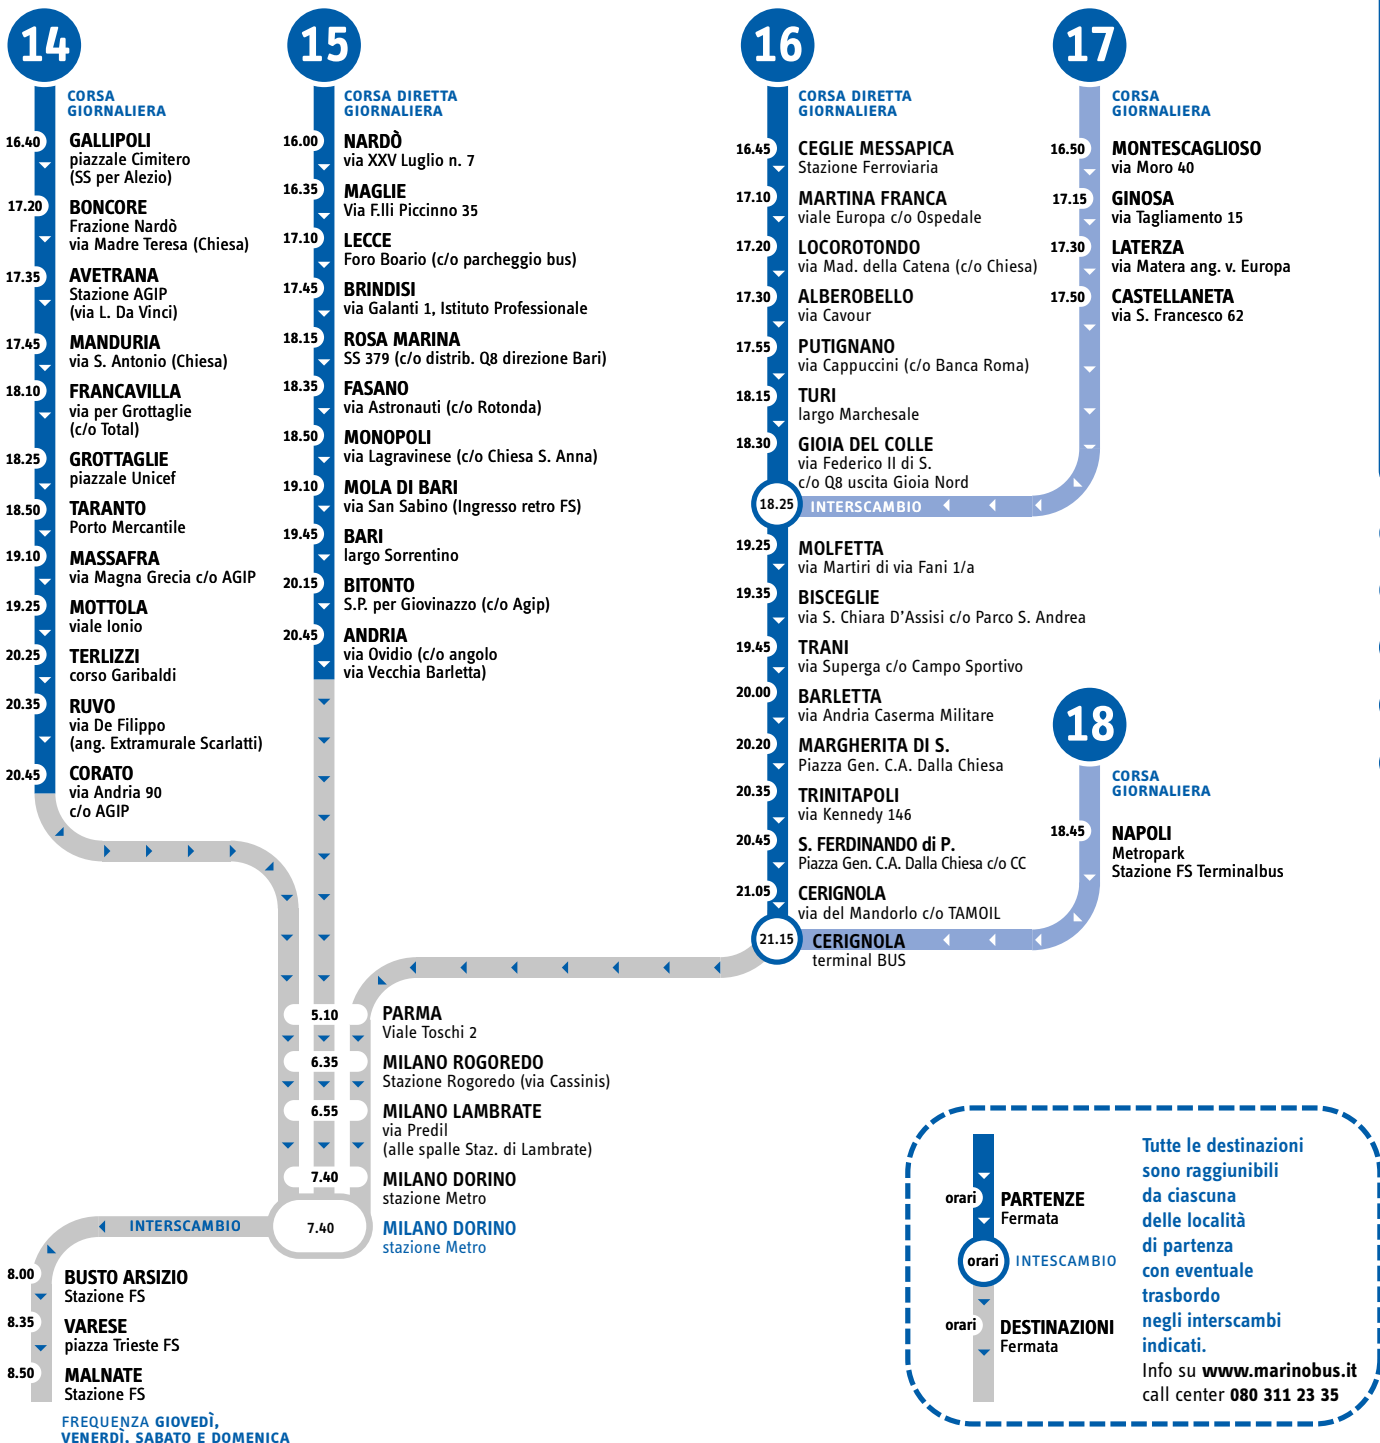 14
CORSA
GIORNALIERA
16.40
GALLIPOLI
piazzale Cimitero
(SS per Alezio)
17.20
BONCORE
Frazione Nardò
via Madre Teresa (Chiesa)
17.35
AVETRANA
Stazione AGIP
(via L. Da Vinci)
17.45
MANDURIA
via S. Antonio (Chiesa)
18.10
FRANCAVILLA
via per Grottaglie
(c/o Total)
18.25
GROTTAGLIE
piazzale Unicef
18.50
TARANTO
Porto Mercantile
19.10
MASSAFRA
via Magna Grecia c/o AGIP
19.25
MOTTOLA
viale Ionio
20.25
TERLIZZI
corso Garibaldi
20.35
RUVO
via De Filippo
(ang. Extramurale Scarlatti)
20.45
CORATO
via Andria 90
c/o AGIP
15
CORSA DIRETTA
GIORNALIERA
16.00
NARDÒ
via XXV Luglio n. 7
16.35
MAGLIE
Via F.lli Piccinno 35
17.10
LECCE
Foro Boario (c/o parcheggio bus)
17.45
BRINDISI
via Galanti 1, Istituto Professionale
18.15
ROSA MARINA
SS 379 (c/o distrib. Q8 direzione Bari)
18.35
FASANO
via Astronauti (c/o Rotonda)
18.50
MONOPOLI
via Lagravinese (c/o Chiesa S. Anna)
19.10
MOLA DI BARI
via San Sabino (Ingresso retro FS)
19.45
BARI
largo Sorrentino
20.15
BITONTO
S.P. per Giovinazzo (c/o Agip)
20.45
ANDRIA
via Ovidio (c/o angolo
via Vecchia Barletta)
16
CORSA DIRETTA
GIORNALIERA
16.45
CEGLIE MESSAPICA
Stazione Ferroviaria
17.10
MARTINA FRANCA
viale Europa c/o Ospedale
17.20
LOCOROTONDO
via Mad. della Catena (c/o Chiesa)
17.30
ALBEROBELLO
via Cavour
17.55
PUTIGNANO
via Cappuccini (c/o Banca Roma)
18.15
TURI
largo Marchesale
18.30
GIOIA DEL COLLE
via Federico II di S.
c/o Q8 uscita Gioia Nord
18.25
INTERSCAMBIO
19.25
MOLFETTA
via Martiri di via Fani 1/a
19.35
BISCEGLIE
via S. Chiara D’Assisi c/o Parco S. Andrea
19.45
TRANI
via Superga c/o Campo Sportivo
20.00
BARLETTA
via Andria Caserma Militare
20.20
MARGHERITA DI S.
Piazza Gen. C.A. Dalla Chiesa
20.35
TRINITAPOLI
via Kennedy 146
20.45
S. FERDINANDO di P.
Piazza Gen. C.A. Dalla Chiesa c/o CC
21.05
CERIGNOLA
via del Mandorlo c/o TAMOIL
21.15
CERIGNOLA
terminal BUS
17
CORSA
GIORNALIERA
16.50
MONTESCAGLIOSO
via Moro 40
17.15
GINOSA
via Tagliamento 15
17.30
LATERZA
via Matera ang. v. Europa
17.50
CASTELLANETA
via S. Francesco 62
18
CORSA
GIORNALIERA
18.45
NAPOLI
Metropark
Stazione FS Terminalbus
5.10
PARMA
Viale Toschi 2
6.35
MILANO ROGOREDO
Stazione Rogoredo (via Cassinis)
6.55
MILANO LAMBRATE
via Predil
(alle spalle Staz. di Lambrate)
7.40
MILANO DORINO
stazione Metro
7.40
MILANO DORINO
stazione Metro
INTERSCAMBIO
8.00
BUSTO ARSIZIO
Stazione FS
8.35
VARESE
piazza Trieste FS
8.50
MALNATE
Stazione FS
FREQUENZA GIOVEDÌ,
VENERDÌ, SABATO E DOMENICA
orari
PARTENZE
Fermata
orari
INTESCAMBIO
orari
DESTINAZIONI
Fermata
Tutte le destinazioni
sono raggiunibili
da ciascuna
delle località
di partenza
con eventuale
trasbordo
negli interscambi
indicati.
Info su www.marinobus.it
call center 080 311 23 35